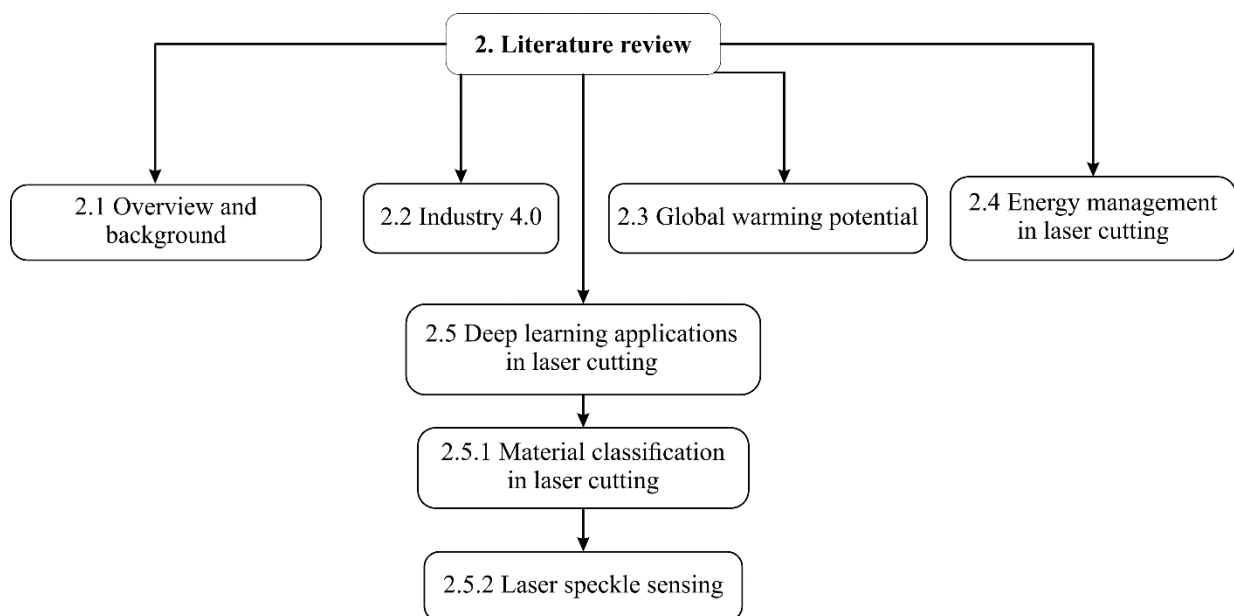 2. Literature review
2.1 Overview and
background
2.2 Industry 4.0
2.3 Global warming potential
2.4 Energy management
in laser cutting
2.5 Deep learning applications
in laser cutting
2.5.1 Material classification
in laser cutting
2.5.2 Laser speckle sensing